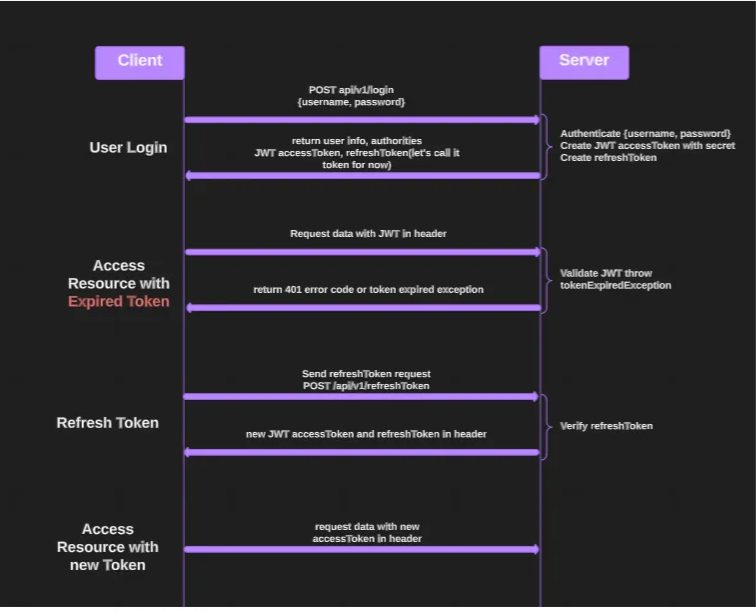 Client
Server
POST api/v1/login
{username, password}
User Login
return user info, authorities
JWT accessToken, refreshToken(let's call it
token for now)
Authenticate {username, password}
Create JWT accessToken with secret
Create refreshToken
Request data with JWT in header
Access
Resource with
Expired Token
return 401 error code or token expired exception
Validate JWT throw
tokenExpiredException
Send refreshToken request
POST /api/v1/refreshToken
Refresh Token
new JWT accessToken and refreshToken in header
Verify refreshToken
Access
Resource with
new Token
request data with new
accessToken in header